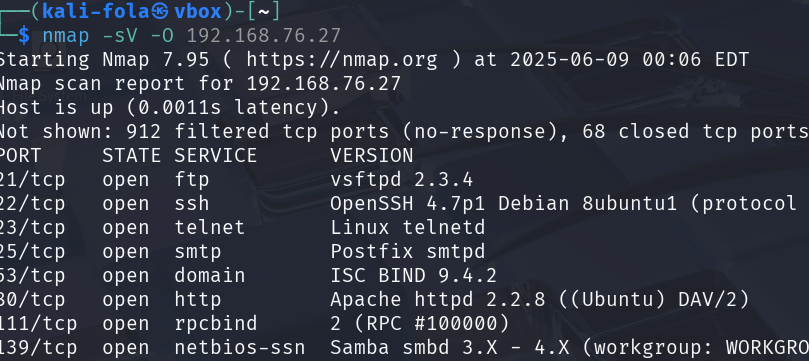 ┌──(kali-fola㉿vbox)-[~]
└─$ nmap -sV -O 192.168.76.27
Starting Nmap 7.95 ( https://nmap.org ) at 2025-06-09 00:06 EDT
Nmap scan report for 192.168.76.27
Host is up (0.0011s latency).
Not shown: 912 filtered tcp ports (no-response), 68 closed tcp ports
PORT    STATE SERVICE     VERSION
21/tcp  open  ftp         vsftpd 2.3.4
22/tcp  open  ssh         OpenSSH 4.7p1 Debian 8ubuntu1 (protocol
23/tcp  open  telnet      Linux telnetd
25/tcp  open  smtp        Postfix smtpd
53/tcp  open  domain      ISC BIND 9.4.2
80/tcp  open  http        Apache httpd 2.2.8 ((Ubuntu) DAV/2)
111/tcp open  rpcbind     2 (RPC #100000)
139/tcp open  netbios-ssn Samba smbd 3.X - 4.X (workgroup: WORKGRO